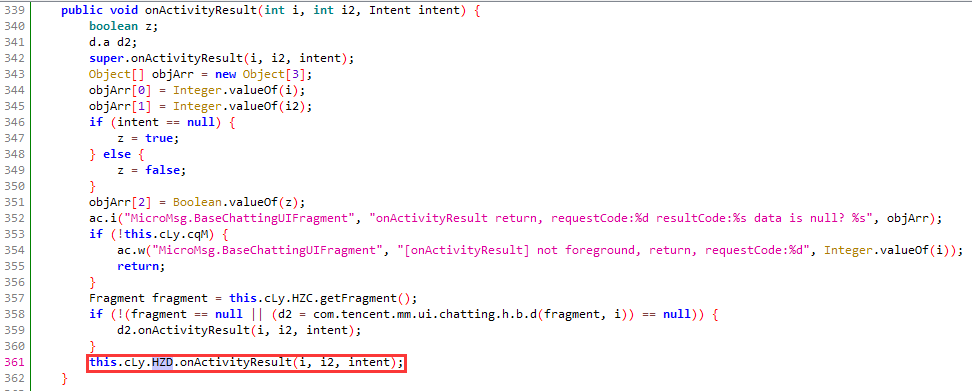 339 public void onActivityResult(int i, int i2, Intent intent) {
340 boolean z;
341 d.a d2;
342 super.onActivityResult(i, i2, intent);
343 Object[] objArr = new Object[3];
344 objArr[0] = Integer.valueOf(i);
345 objArr[1] = Integer.valueOf(i2);
346 if (intent == null) {
347 z = true;
348 } else {
349 z = false;
350 }
351 objArr[2] = Boolean.valueOf(z);
352 ac.i("MicroMsg.BaseChattingUIFragment", "onActivityResult return, requestCode:%d resultCode:%s data is null? %s", objArr);
353 if (!this.cLy.cqM) {
354 ac.w("MicroMsg.BaseChattingUIFragment", "[onActivityResult] not foreground, return, requestCode:%d", Integer.valueOf(i));
355 return;
356 }
357 Fragment fragment = this.cLy.HZC.getFragment();
358 if (!(fragment == null || (d2 = com.tencent.mm.ui.chatting.h.b.d(fragment, i)) == null)) {
359 d2.onActivityResult(i, i2, intent);
360 }
361 this.cLy.HZD.onActivityResult(i, i2, intent);
362 }